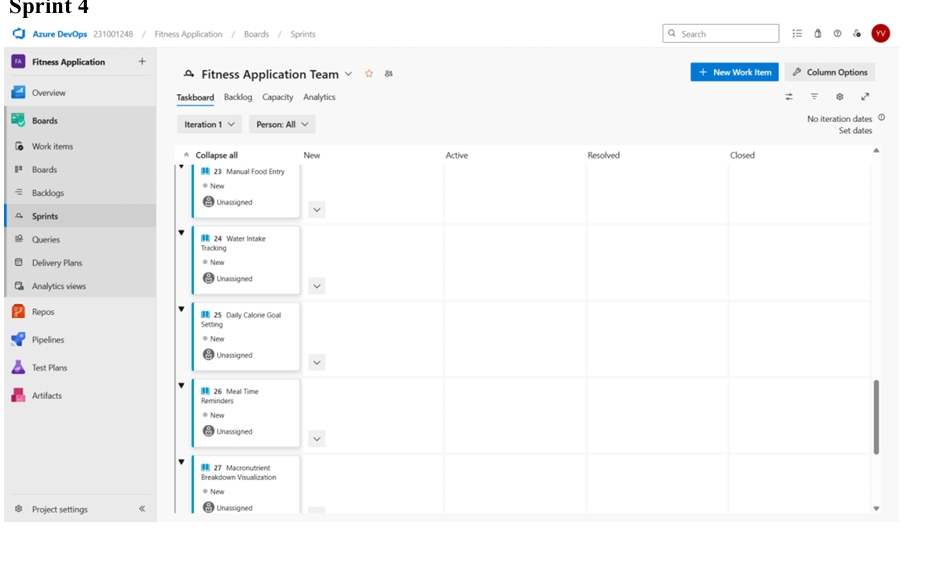 Sprint 4
Azure DevOps 231001248 / Fitness Application / Boards / Sprints
Search
YV
FA Fitness Application +
Overview
Boards
Work items
Boards
Backlogs
Sprints
Queries
Delivery Plans
Analytics views
Repos
Pipelines
Test Plans
Artifacts
Project settings
Fitness Application Team
+ New Work Item
Column Options
Taskboard Backlog Capacity Analytics
Iteration 1 Person: All
No iteration dates
Set dates
Collapse all New Active Resolved Closed
23 Manual Food Entry
New
Unassigned
24 Water Intake
Tracking
New
Unassigned
25 Daily Calorie Goal
Setting
New
Unassigned
26 Meal Time
Reminders
New
Unassigned
27 Macronutrient
Breakdown Visualization
New
Unassigned